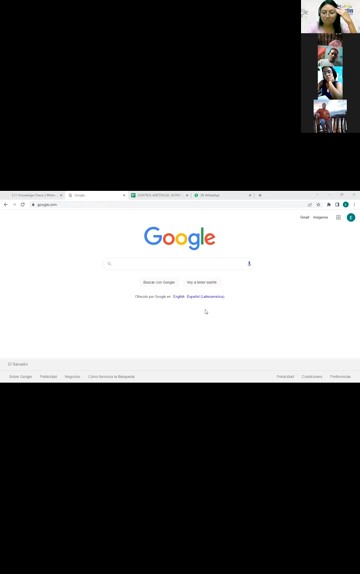 Google
google.com
Gmail Imágenes
Google
Buscar con Google Voy a tener suerte
Ofrecido por Google en: English Español (Latinoamérica)
El Salvador
Sobre Google Publicidad Negocios Cómo funciona la Búsqueda
Privacidad Condiciones Preferencias